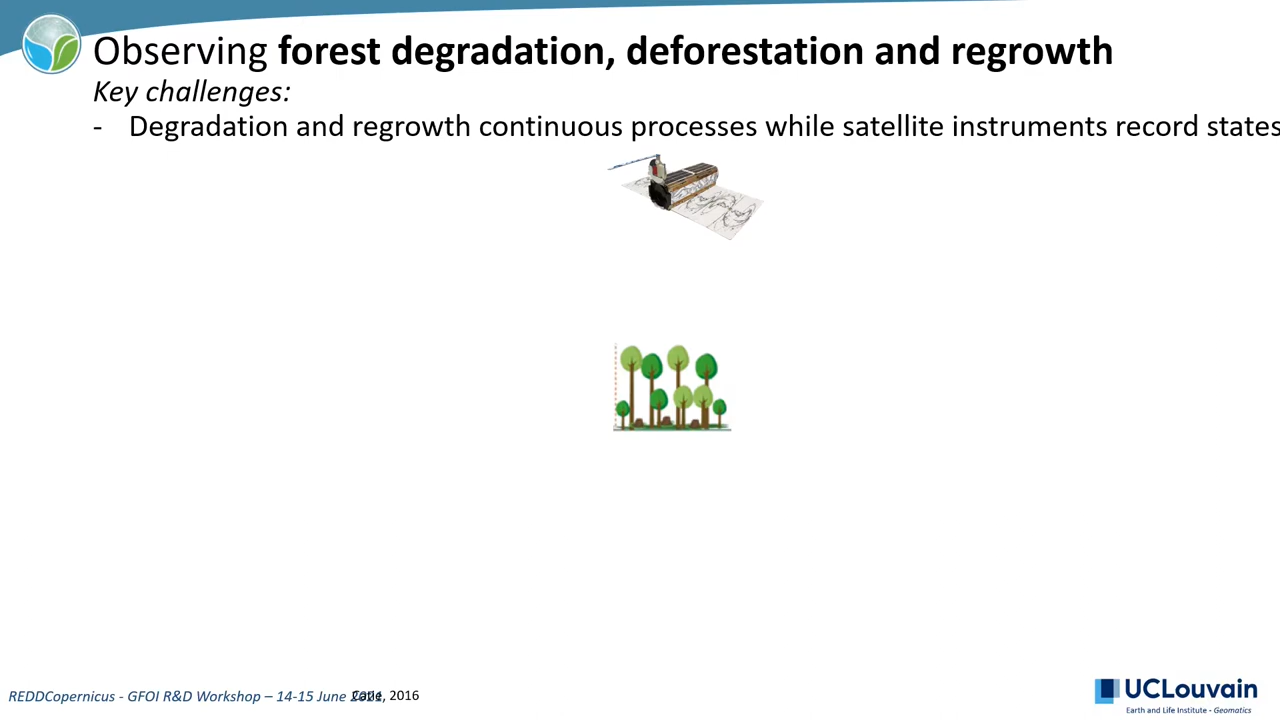 Observing forest degradation, deforestation and regrowth
Key challenges:
- Degradation and regrowth continuous processes while satellite instruments record states
REDDCopernicus - GFOI R&D Workshop – 14-15 June
, 2016
UCLouvain
Earth and Life Institute - Geomatics